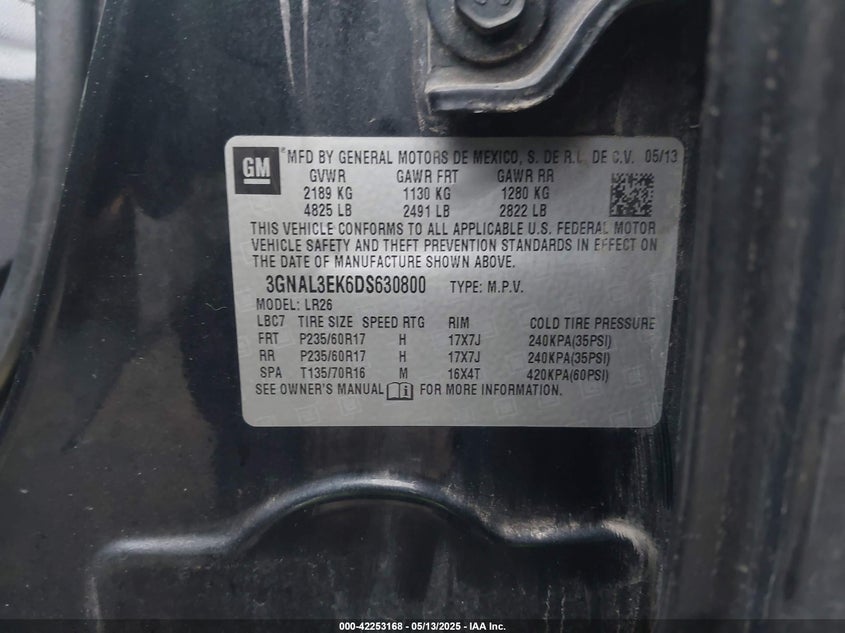 GM
® MFD BY GENERAL MOTORS DE MEXICO, S. DE R.L. DE C.V. 05/13
GVWR GAWR FRT GAWR RR
2189 KG 1130 KG 1280 KG
4825 LB 2491 LB 2822 LB
THIS VEHICLE CONFORMS TO ALL APPLICABLE U.S. FEDERAL MOTOR
VEHICLE SAFETY AND THEFT PREVENTION STANDARDS IN EFFECT ON
THE DATE OF MANUFACTURE SHOWN ABOVE.
3GNAL3EK6DS630800 TYPE: M.P.V.
MODEL: LR26
LBC7 TIRE SIZE SPEED RTG RIM COLD TIRE PRESSURE
FRT P235/60R17 H 17X7J 240KPA(35PSI)
RR P235/60R17 H 17X7J 240KPA(35PSI)
SPA T135/70R16 M 16X4T 420KPA(60PSI)
SEE OWNER'S MANUAL i FOR MORE INFORMATION.
000-42253168 - 05/13/2025 - IAA Inc.